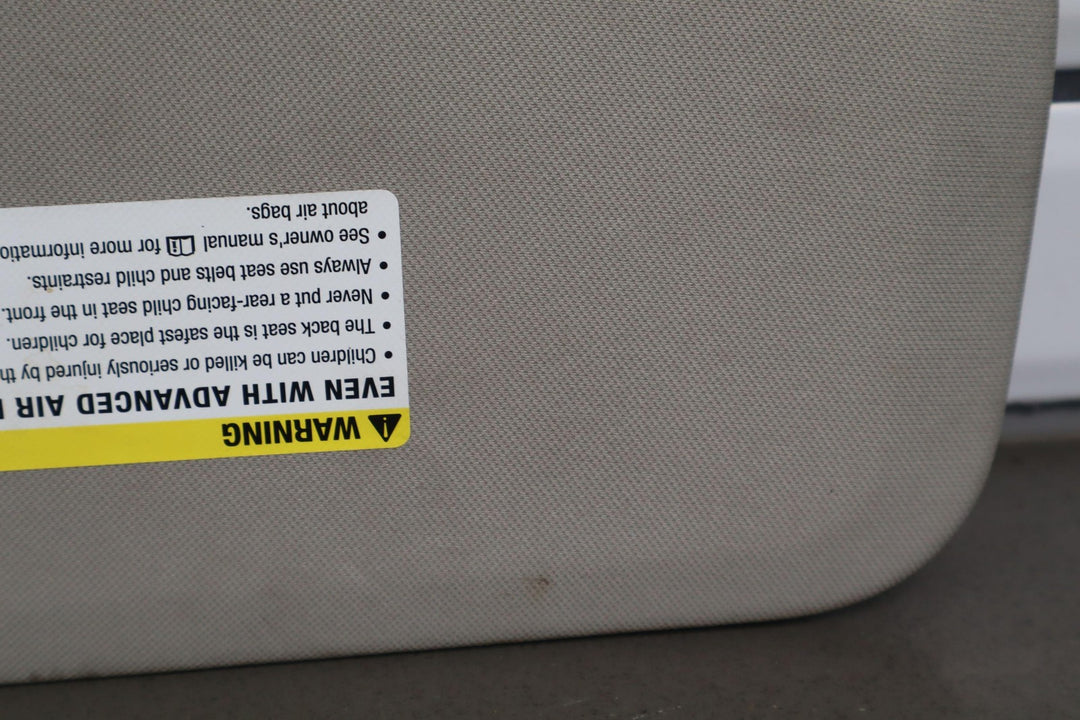 WARNING
EVEN WITH ADVANCED AIR
• Children can be killed or seriously injured by
• The back seat is the safest place for children.
• Never put a rear-facing child seat in the front.
• Always use seat belts and child restraints.
• See owner's manual for more
about air bags.